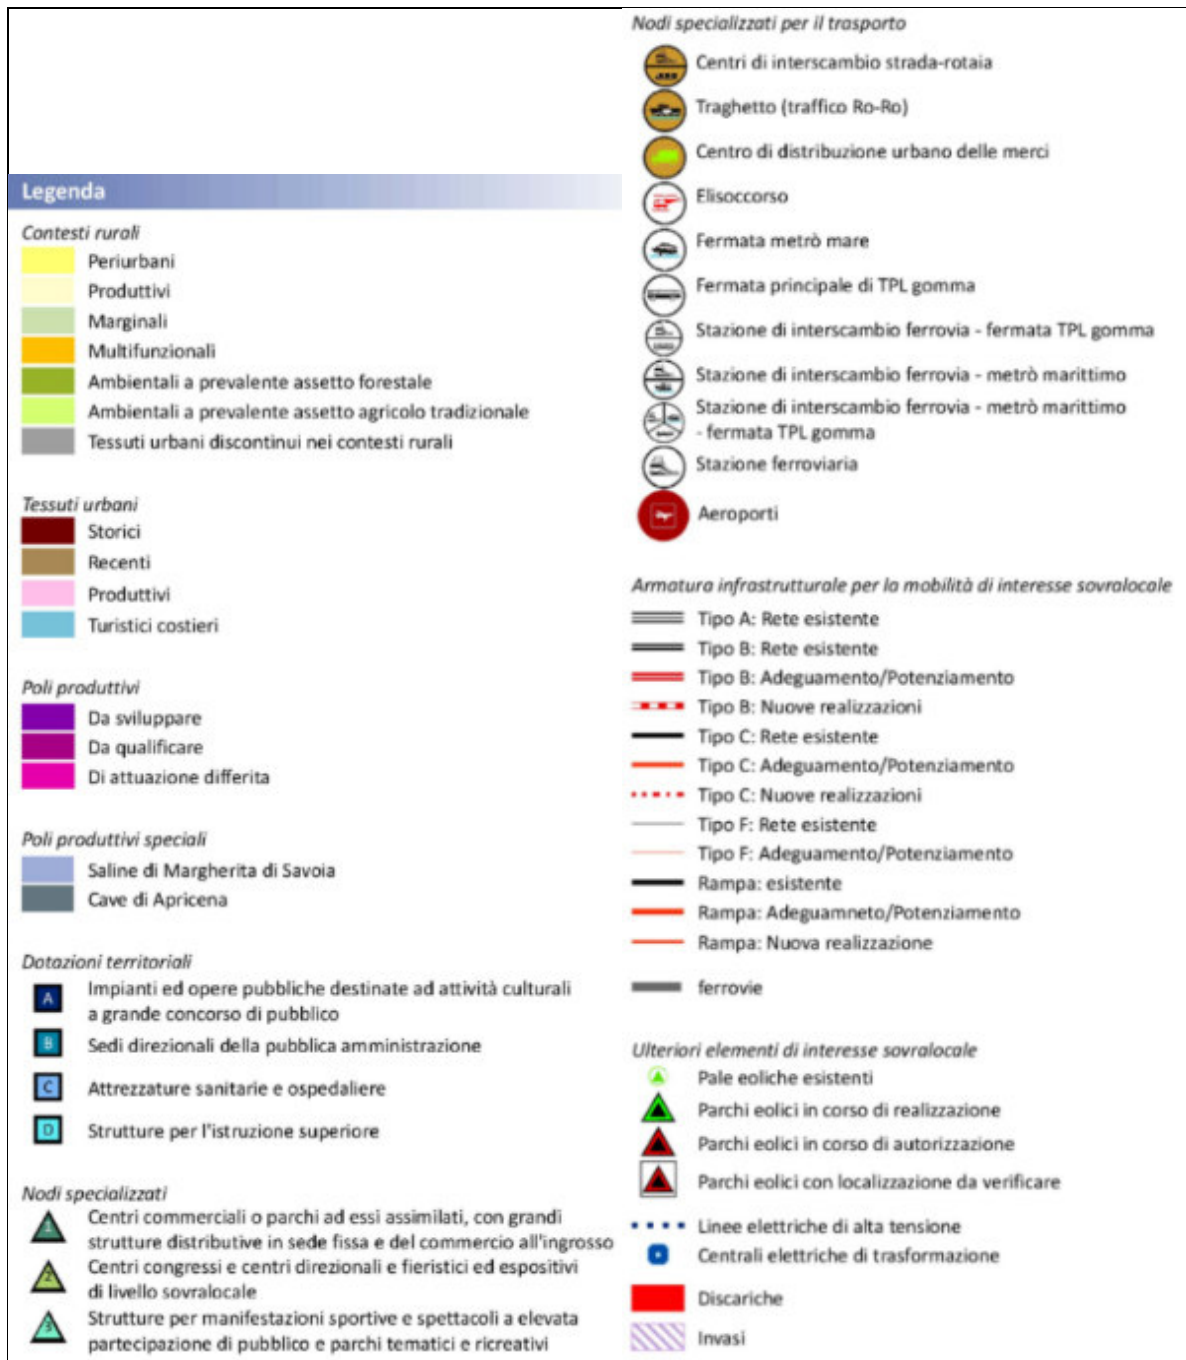 Legenda
Contesti rurali
Periurbani
Produttivi
Marginali
Multifunzionali
Ambientali a prevalente assetto forestale
Ambientali a prevalente assetto agricolo tradizionale
Tessuti urbani discontinui nei contesti rurali
Tessuti urbani
Storici
Recenti
Produttivi
Turistici costieri
Poli produttivi
Da sviluppare
Da qualificare
Di attuazione differita
Poli produttivi speciali
Saline di Margherita di Savoia
Cave di Apricena
Dotazioni territoriali
A Impianti ed opere pubbliche destinate ad attività culturali
a grande concorso di pubblico
B Sedi direzionali della pubblica amministrazione
C Attrezzature sanitarie e ospedaliere
D Strutture per l'istruzione superiore
Nodi specializzati
1 Centri commerciali o parchi ad essi assimilati, con grandi
strutture distributive in sede fissa e del commercio all'ingrosso
2 Centri congressi e centri direzionali e fieristici ed espositivi
di livello sovralocale
3 Strutture per manifestazioni sportive e spettacoli a elevata
partecipazione di pubblico e parchi tematici e ricreativi
Nodi specializzati per il trasporto
Centri di interscambio strada-rotaia
Traghetto (traffico Ro-Ro)
Centro di distribuzione urbano delle merci
Elisoccorso
Fermata metrò mare
Fermata principale di TPL gomma
Stazione di interscambio ferrovia - fermata TPL gomma
Stazione di interscambio ferrovia - metrò marittimo
Stazione di interscambio ferrovia - metrò marittimo
- fermata TPL gomma
Stazione ferroviaria
Aeroporti
Armatura infrastrutturale per la mobilità di interesse sovralocale
Tipo A: Rete esistente
Tipo B: Rete esistente
Tipo B: Adeguamento/Potenziamento
Tipo B: Nuove realizzazioni
Tipo C: Rete esistente
Tipo C: Adeguamento/Potenziamento
Tipo C: Nuove realizzazioni
Tipo F: Rete esistente
Tipo F: Adeguamento/Potenziamento
Rampa: esistente
Rampa: Adeguamneto/Potenziamento
Rampa: Nuova realizzazione
ferrovie
Ulteriori elementi di interesse sovralocale
Pale eoliche esistenti
Parchi eolici in corso di realizzazione
Parchi eolici in corso di autorizzazione
Parchi eolici con localizzazione da verificare
Linee elettriche di alta tensione
Centrali elettriche di trasformazione
Discariche
Invasi